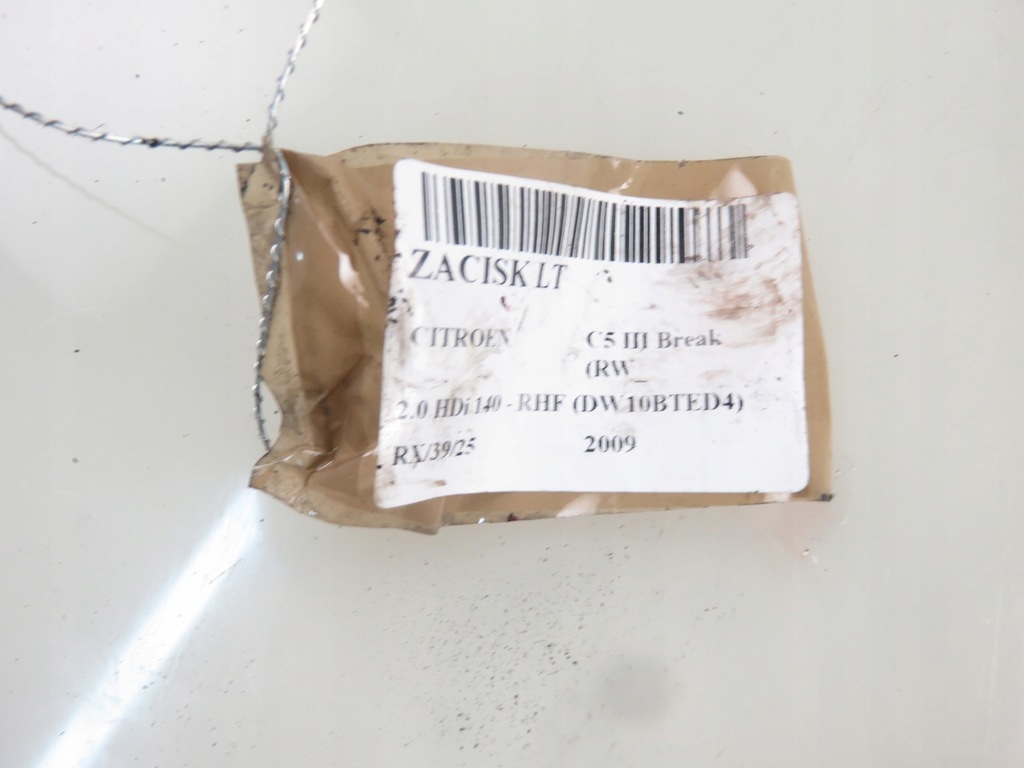 ZACISK LT
CITROEN C5 III Break
(RW_
2.0 HDi 140 - RHF (DW10BTED4)
RX/39/25 2009